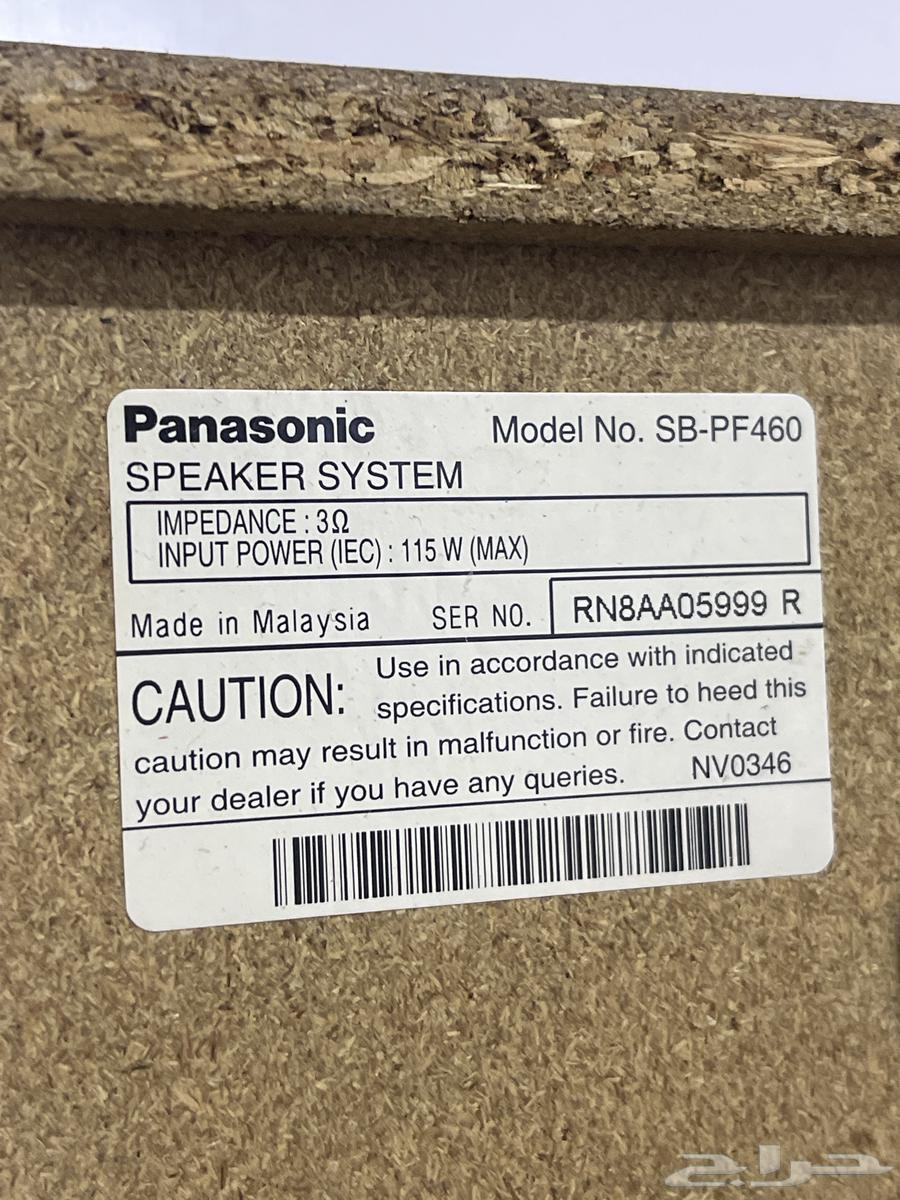 Panasonic Model No. SB-PF460
SPEAKER SYSTEM
IMPEDANCE : 3Ω
INPUT POWER (IEC) : 115 W (MAX)
Made in Malaysia SER NO. RN8AA05999 R
CAUTION: Use in accordance with indicated
specifications. Failure to heed this
caution may result in malfunction or fire. Contact
your dealer if you have any queries. NV0346
حراج